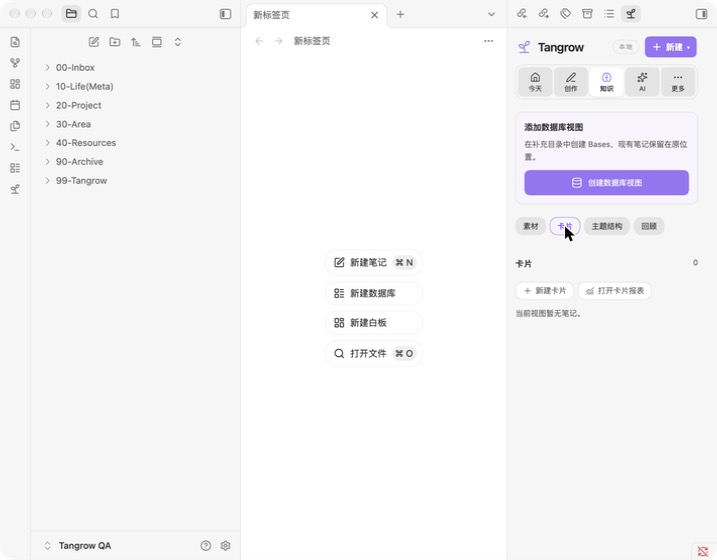 新标签页
00-Inbox
10-Life(Meta)
20-Project
30-Area
40-Resources
90-Archive
99-Tangrow
Tangrow QA
新标签页
新建笔记 ⌘ N
新建数据库
新建白板
打开文件 ⌘ O
Tangrow
本地
新建
今天
创作
知识
AI
更多
添加数据库视图
在补充目录中创建 Bases，现有笔记保留在原位
置。
创建数据库视图
素材
卡片
主题结构
回顾
卡片
0
新建卡片
打开卡片报表
当前视图暂无笔记。